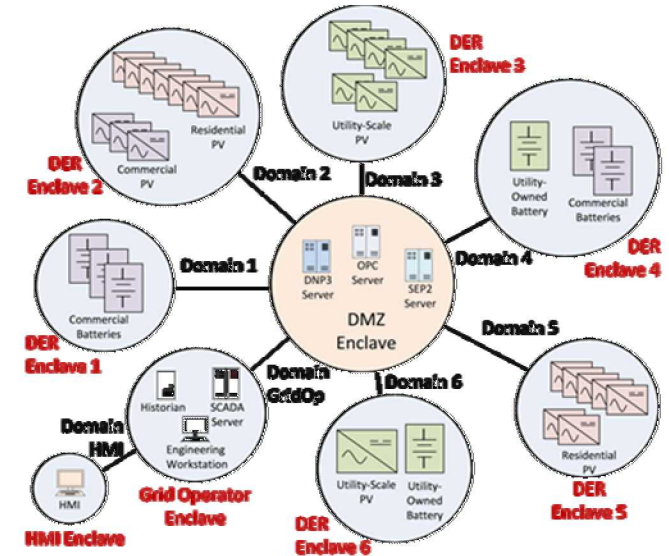 DER
Enclave 3
Utility-Scale
PV
Residential
PV
Commercial
PV
DER
Enclave 2
Domain 2
Domain 3
Utility-
Owned
Battery
Commercial
Batteries
DER
Enclave 4
Domain 4
Domain 1
Commercial
Batteries
DER
Enclave 1
DNP3
Server
OPC
Server
SEP2
Server
DMZ
Enclave
Domain 5
Residential
PV
DER
Enclave 5
Domain
GridOp
Domain 6
Historian
SCADA
Server
Engineering
Workstation
Grid Operator
Enclave
Domain
HMI
HMI
HMI Enclave
Utility-Scale
PV
Utility-
Owned
Battery
DER
Enclave 6